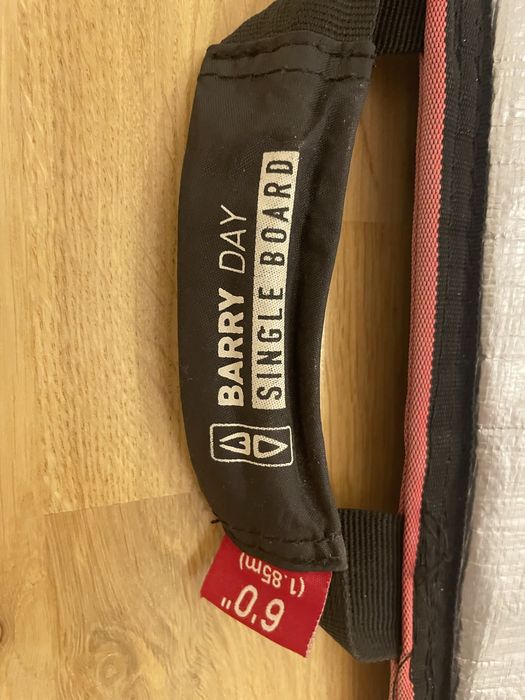 BARRY DAY
SINGLE BOARD
6'0"
(1.85m)